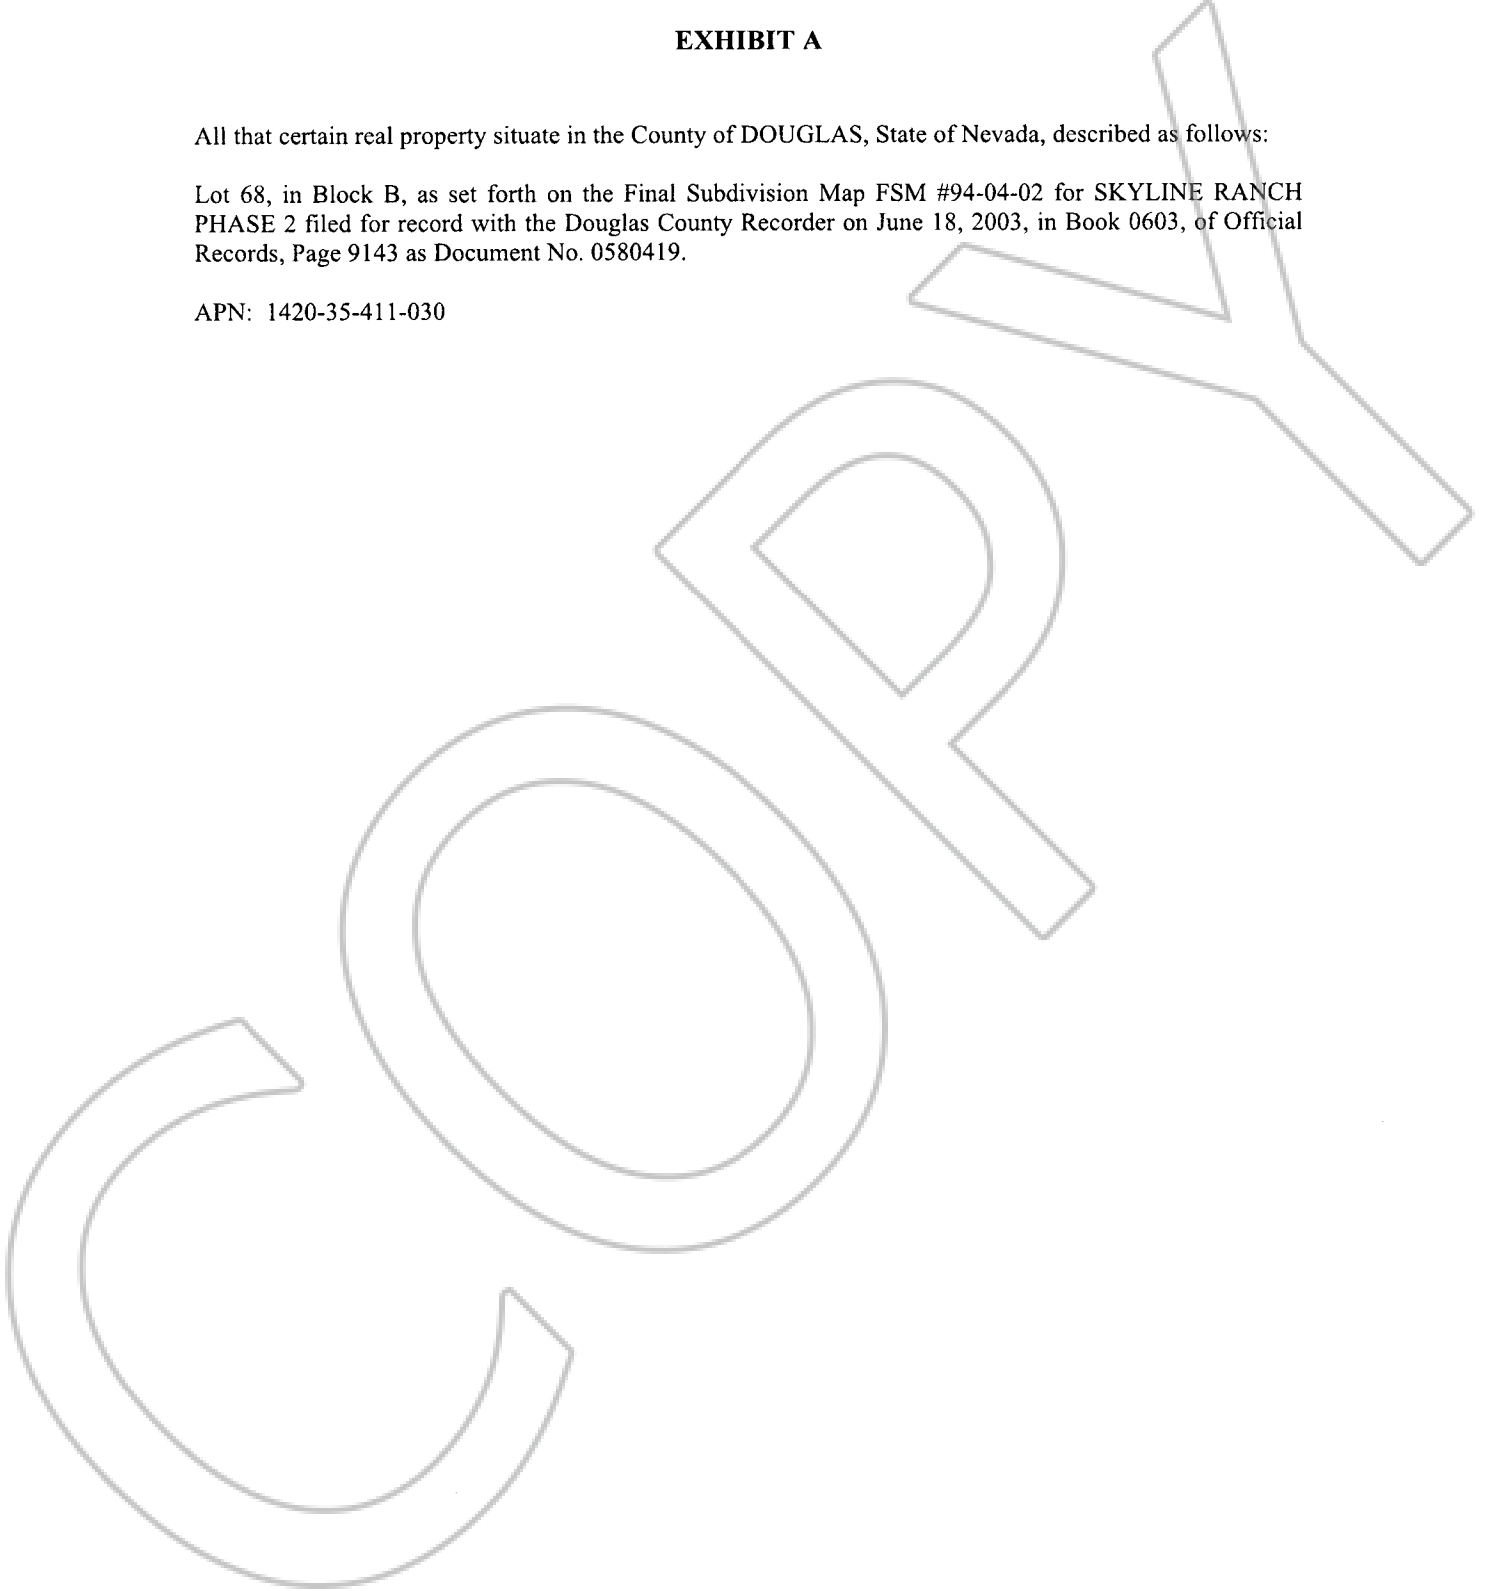 EXHIBIT A
All that certain real property situate in the County of DOUGLAS, State of Nevada, described as follows:
Lot 68, in Block B, as set forth on the Final Subdivision Map FSM #94-04-02 for SKYLINE RANCH
PHASE 2 filed for record with the Douglas County Recorder on June 18, 2003, in Book 0603, of Official
Records, Page 9143 as Document No. 0580419.
APN: 1420-35-411-030
COPY